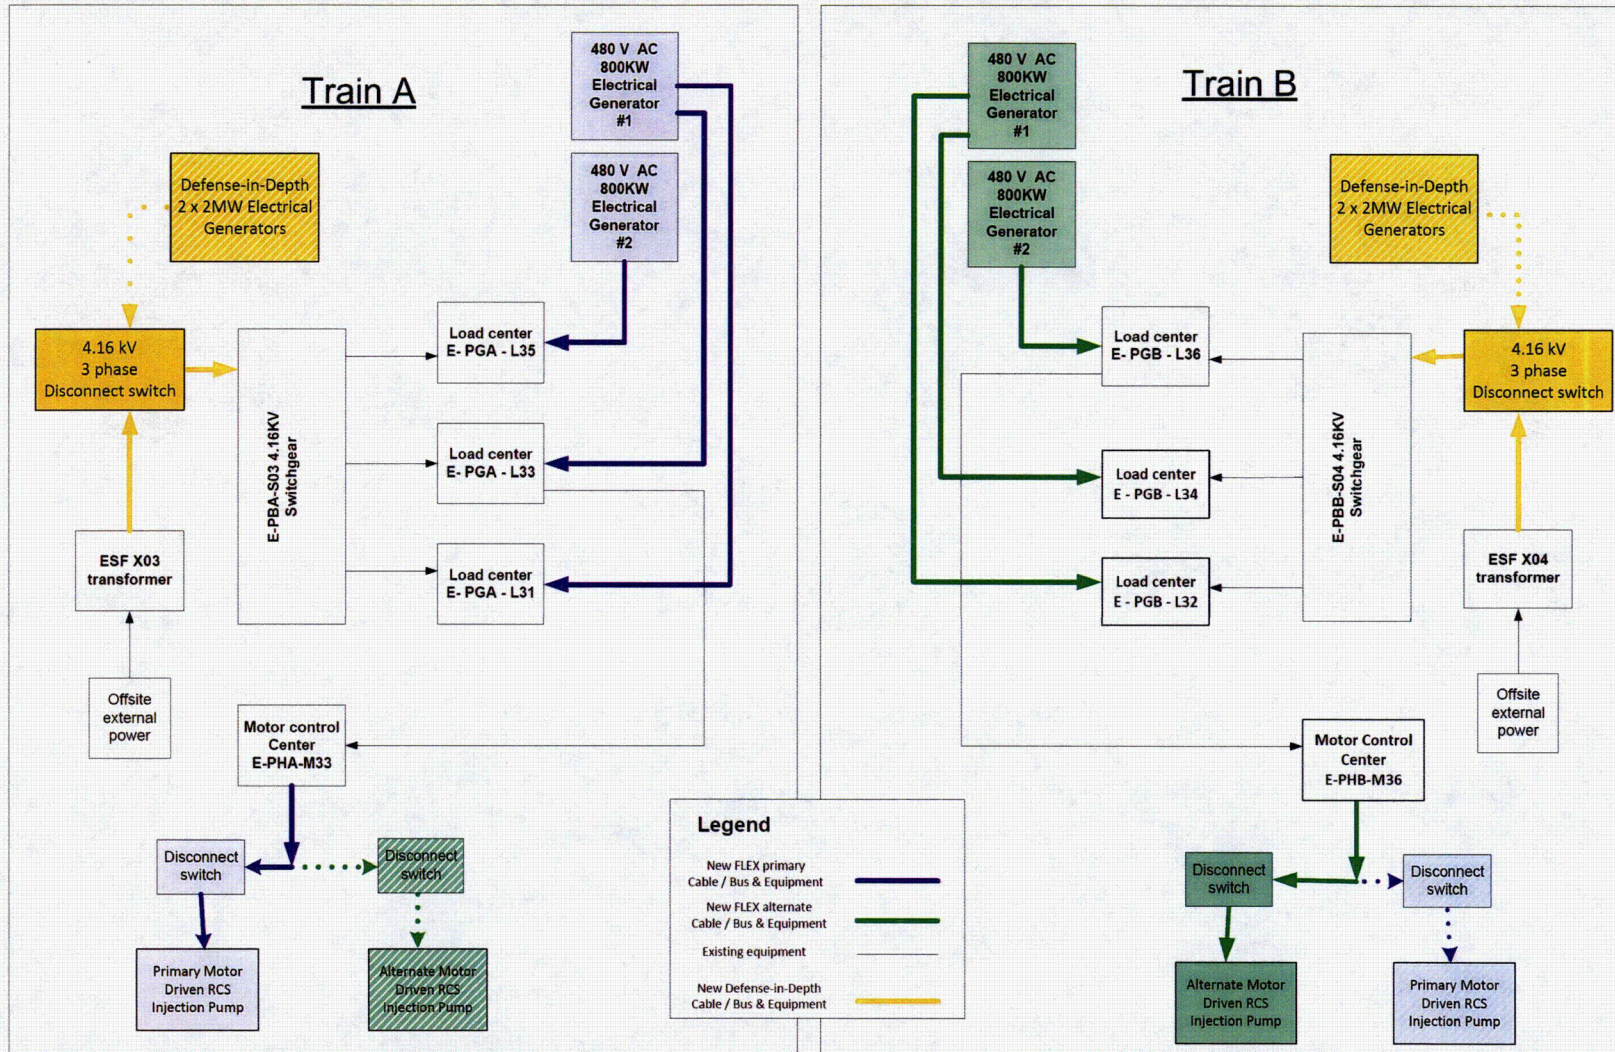 Train A
480 V AC
800KW
Electrical
Generator
#1
480 V AC
800KW
Electrical
Generator
#2
Defense-in-Depth
2 x 2MW Electrical
Generators
4.16 kV
3 phase
Disconnect switch
E-PBA-S03 4.16KV
Switchgear
Load center
E- PGA - L35
Load center
E- PGA - L33
Load center
E- PGA - L31
ESF X03
transformer
Offsite
external
power
Motor control
Center
E-PHA-M33
Disconnect
switch
Disconnect
switch
Primary Motor
Driven RCS
Injection Pump
Alternate Motor
Driven RCS
Injection Pump
Train B
480 V AC
800KW
Electrical
Generator
#1
480 V AC
800KW
Electrical
Generator
#2
Defense-in-Depth
2 x 2MW Electrical
Generators
Load center
E- PGB - L36
Load center
E - PGB - L34
Load center
E - PGB - L32
E-PBB-S04 4.16KV
Switchgear
4.16 kV
3 phase
Disconnect switch
ESF X04
transformer
Offsite
external
power
Motor Control
Center
E-PHB-M36
Disconnect
switch
Disconnect
switch
Alternate Motor
Driven RCS
Injection Pump
Primary Motor
Driven RCS
Injection Pump
Legend
New FLEX primary
Cable / Bus & Equipment
New FLEX alternate
Cable / Bus & Equipment
Existing equipment
New Defense-in-Depth
Cable / Bus & Equipment